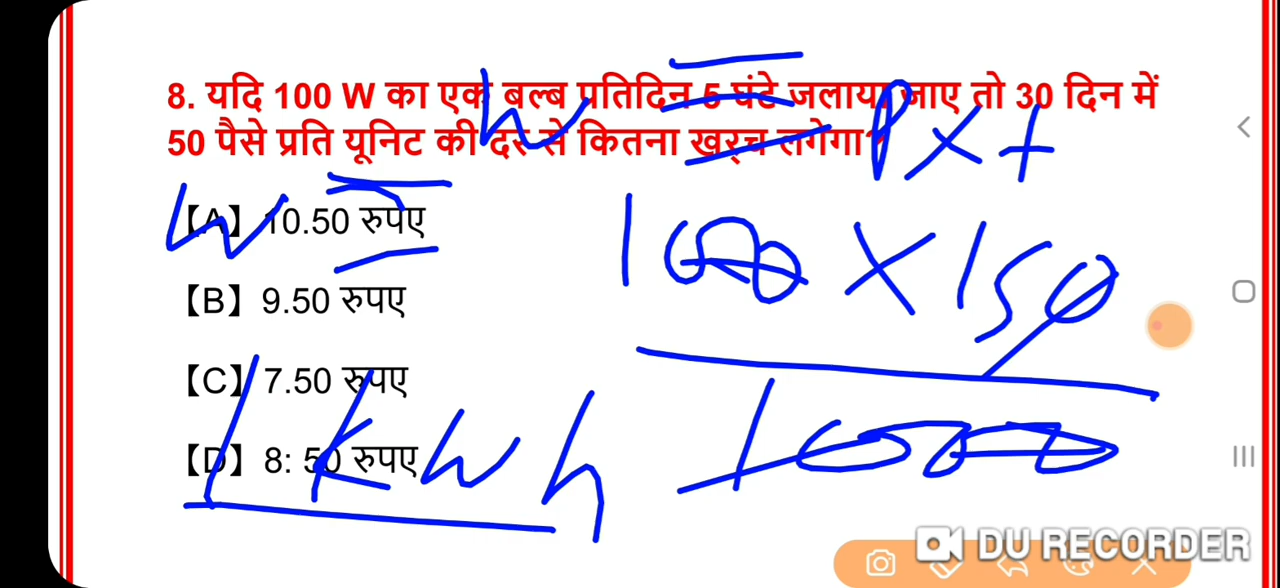 8. यदि 100 W का एक बल्ब प्रतिदिन 5 घंटे जलाया जाए तो 30 दिन में
50 पैसे प्रति यूनिट की दर से कितना खर्च लगेगा?
W = P x t
【A】 10.50 रुपए
W =
100 x 150
【B】 9.50 रुपए
【C】 7.50 रुपए
1 kwh
1000
【D】 8: 50 रुपए
DU RECORDER